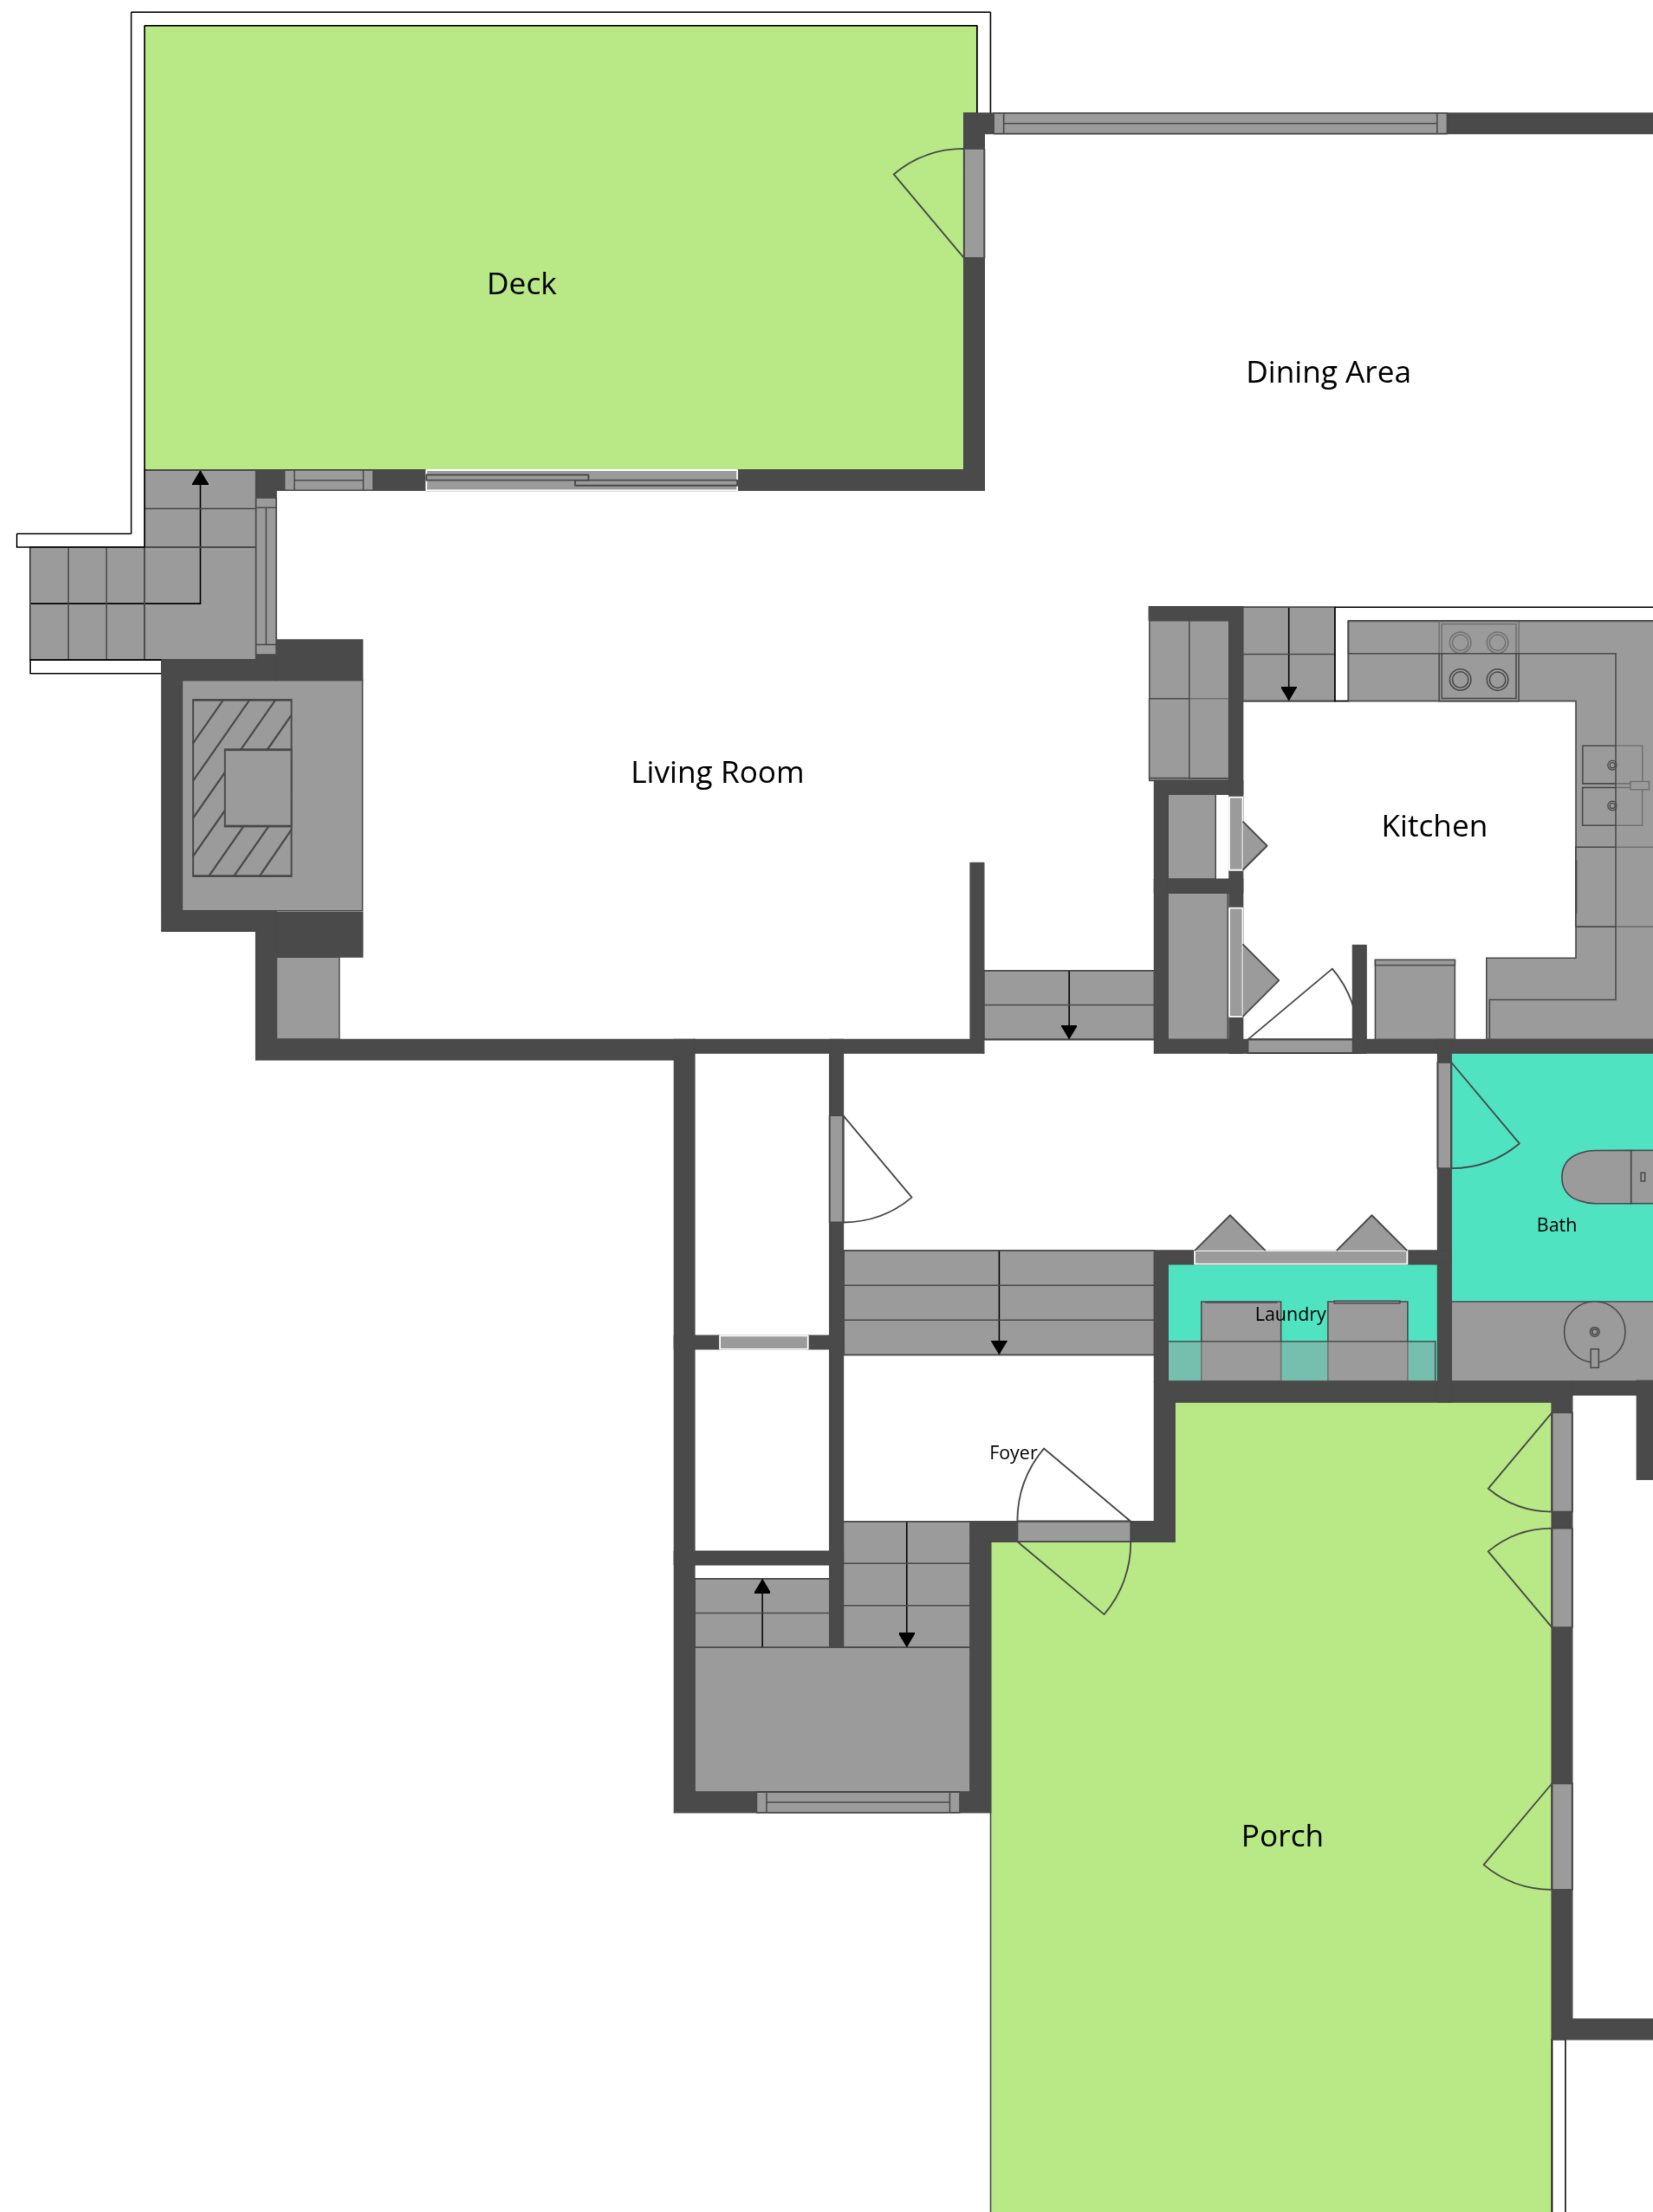 Deck
Dining Area
Living Room
Kitchen
Bath
Laundry
Foyer
Porch